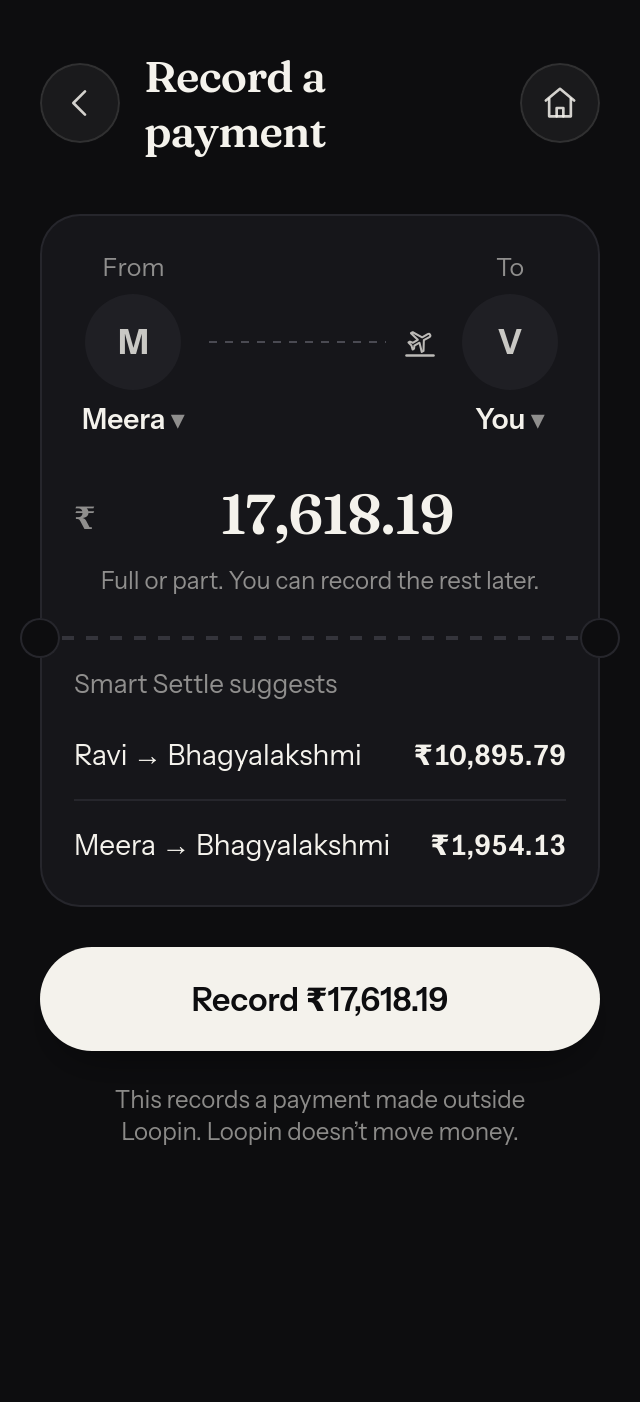 Record a
payment
From
To
M
V
Meera ▾
You ▾
₹ 17,618.19
Full or part. You can record the rest later.
Smart Settle suggests
Ravi → Bhagyalakshmi ₹10,895.79
Meera → Bhagyalakshmi ₹1,954.13
Record ₹17,618.19
This records a payment made outside
Loopin. Loopin doesn’t move money.